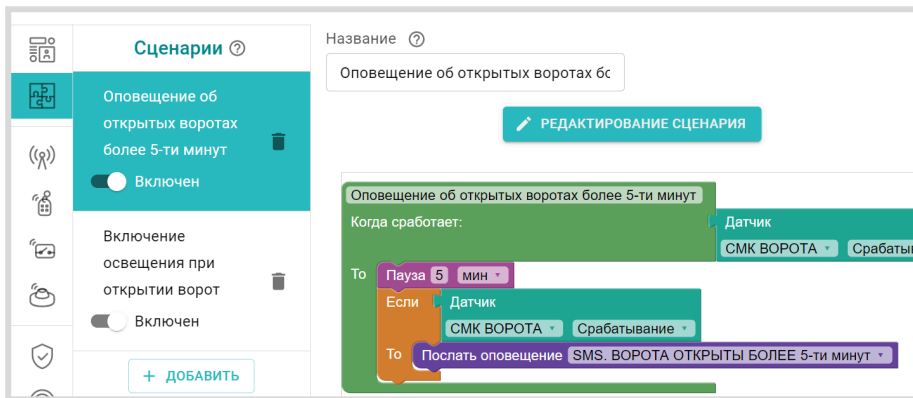 Сценарии
Оповещение об
открытых воротах
более 5-ти минут
Включен
Включение
освещения при
открытии ворот
Включен
+ ДОБАВИТЬ
Название
Оповещение об открытых воротах бо
РЕДАКТИРОВАНИЕ СЦЕНАРИЯ
Оповещение об открытых воротах более 5-ти минут
Когда сработает: Датчик
СМК ВОРОТА
То Пауза 5 мин
Если Датчик
СМК ВОРОТА Срабатывание
То Послать оповещение SMS. ВОРОТА ОТКРЫТЫ БОЛЕЕ 5-ти минут